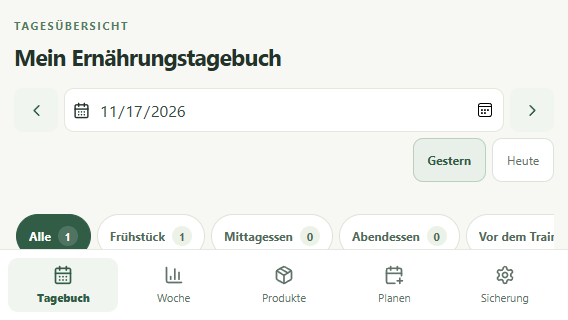 TAGESÜBERSICHT
Mein Ernährungstagebuch
11/17/2026
Gestern Heute
Alle 1 Frühstück 1 Mittagessen 0 Abendessen 0 Vor dem Train
Tagebuch Woche Produkte Planen Sicherung